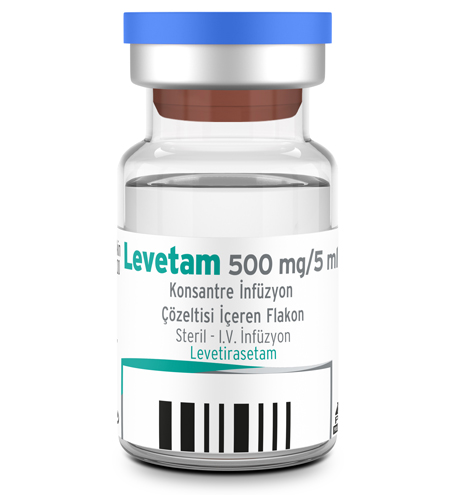 Levetam 500 mg/5 ml
Konsantre İnfüzyon
Çözeltisi İçeren Flakon
Steril - I.V. İnfüzyon
Levetirasetam